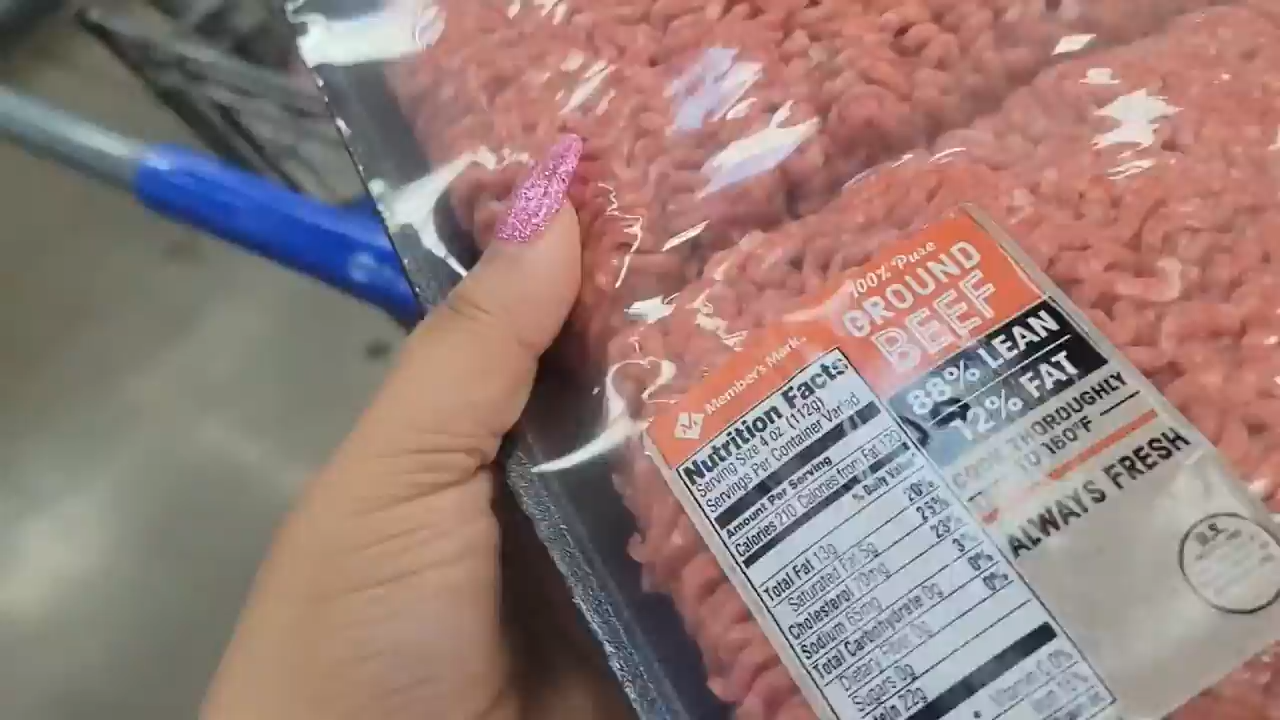 100% Pure
GROUND
BEEF
Member's Mark
88% LEAN
12% FAT
COOK THOROUGHLY
TO 160°F
ALWAYS FRESH
Nutrition Facts
Serving Size 4 oz. (112g)
Servings Per Container Varied
Amount Per Serving
Calories 210 Calories from Fat 120
% Daily
Total Fat 13g 20%
Saturated Fat 5g 25%
Cholesterol 70mg 23%
Sodium 65mg 3%
Total Carbohydrate 0g 0%
Dietary Fiber 0g 0%
Sugars 0g
22g
U.S.